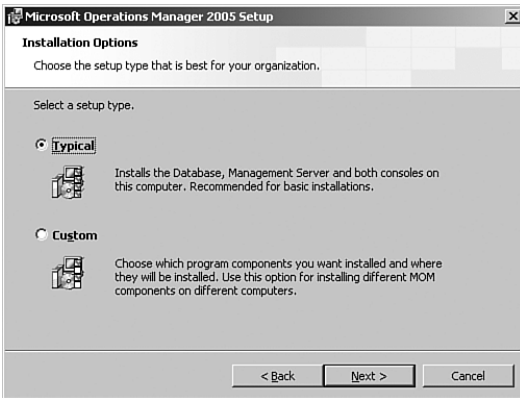 Microsoft Operations Manager 2005 Setup
Installation Options
Choose the setup type that is best for your organization.
Select a setup type.
Typical
Installs the Database, Management Server and both consoles on
this computer. Recommended for basic installations.
Custom
Choose which program components you want installed and where
they will be installed. Use this option for installing different MOM
components on different computers.
< Back
Next >
Cancel